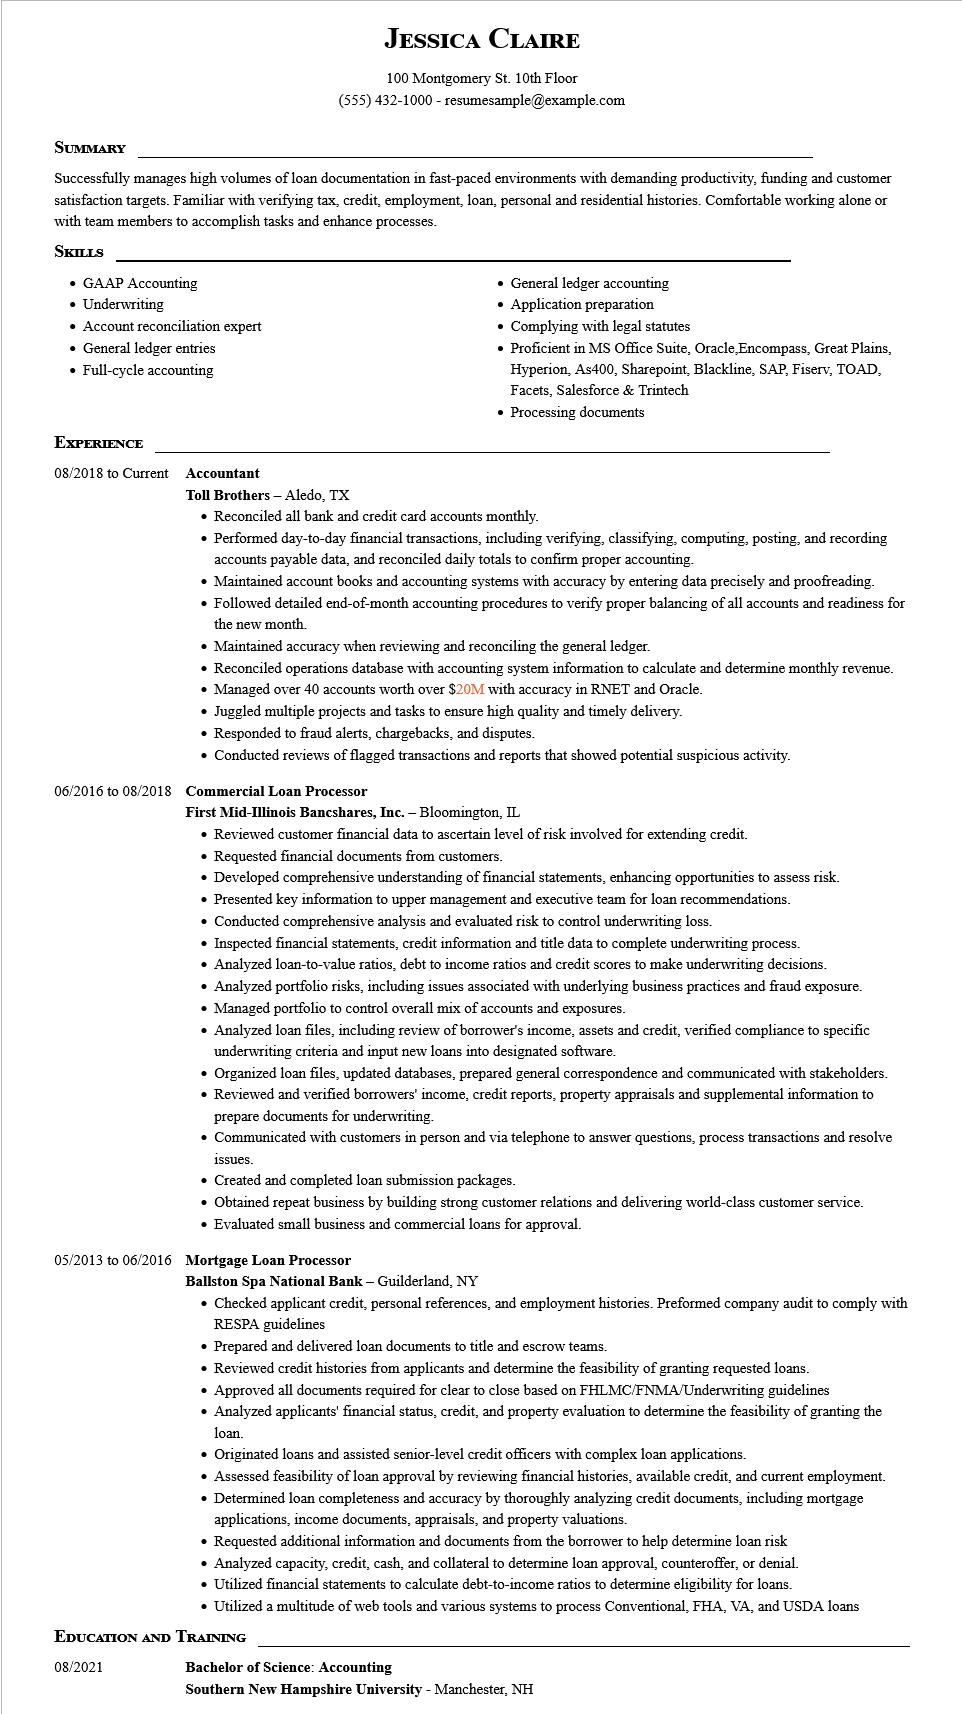 Jessica Claire
100 Montgomery St. 10th Floor
(555) 432-1000 - resumesample@example.com
Summary
Successfully manages high volumes of loan documentation in fast-paced environments with demanding productivity, funding and customer
satisfaction targets. Familiar with verifying tax, credit, employment, loan, personal and residential histories. Comfortable working alone or
with team members to accomplish tasks and enhance processes.
Skills
• GAAP Accounting
• Underwriting
• Account reconciliation expert
• General ledger entries
• Full-cycle accounting
• General ledger accounting
• Application preparation
• Complying with legal statutes
• Proficient in MS Office Suite, Oracle,Encompass, Great Plains,
Hyperion, As400, Sharepoint, Blackline, SAP, Fiserv, TOAD,
Facets, Salesforce & Trintech
• Processing documents
Experience
08/2018 to Current Accountant
Toll Brothers – Aledo, TX
• Reconciled all bank and credit card accounts monthly.
• Performed day-to-day financial transactions, including verifying, classifying, computing, posting, and recording
accounts payable data, and reconciled daily totals to confirm proper accounting.
• Maintained account books and accounting systems with accuracy by entering data precisely and proofreading.
• Followed detailed end-of-month accounting procedures to verify proper balancing of all accounts and readiness for
the new month.
• Maintained accuracy when reviewing and reconciling the general ledger.
• Reconciled operations database with accounting system information to calculate and determine monthly revenue.
• Managed over 40 accounts worth over $20M with accuracy in RNET and Oracle.
• Juggled multiple projects and tasks to ensure high quality and timely delivery.
• Responded to fraud alerts, chargebacks, and disputes.
• Conducted reviews of flagged transactions and reports that showed potential suspicious activity.
06/2016 to 08/2018 Commercial Loan Processor
First Mid-Illinois Bancshares, Inc. – Bloomington, IL
• Reviewed customer financial data to ascertain level of risk involved for extending credit.
• Requested financial documents from customers.
• Developed comprehensive understanding of financial statements, enhancing opportunities to assess risk.
• Presented key information to upper management and executive team for loan recommendations.
• Conducted comprehensive analysis and evaluated risk to control underwriting loss.
• Inspected financial statements, credit information and title data to complete underwriting process.
• Analyzed loan-to-value ratios, debt to income ratios and credit scores to make underwriting decisions.
• Analyzed portfolio risks, including issues associated with underlying business practices and fraud exposure.
• Managed portfolio to control overall mix of accounts and exposures.
• Analyzed loan files, including review of borrower's income, assets and credit, verified compliance to specific
underwriting criteria and input new loans into designated software.
• Organized loan files, updated databases, prepared general correspondence and communicated with stakeholders.
• Reviewed and verified borrowers' income, credit reports, property appraisals and supplemental information to
prepare documents for underwriting.
• Communicated with customers in person and via telephone to answer questions, process transactions and resolve
issues.
• Created and completed loan submission packages.
• Obtained repeat business by building strong customer relations and delivering world-class customer service.
• Evaluated small business and commercial loans for approval.
05/2013 to 06/2016 Mortgage Loan Processor
Ballston Spa National Bank – Guilderland, NY
• Checked applicant credit, personal references, and employment histories. Preformed company audit to comply with
RESPA guidelines
• Prepared and delivered loan documents to title and escrow teams.
• Reviewed credit histories from applicants and determine the feasibility of granting requested loans.
• Approved all documents required for clear to close based on FHLMC/FNMA/Underwriting guidelines
• Analyzed applicants' financial status, credit, and property evaluation to determine the feasibility of granting the
loan.
• Originated loans and assisted senior-level credit officers with complex loan applications.
• Assessed feasibility of loan approval by reviewing financial histories, available credit, and current employment.
• Determined loan completeness and accuracy by thoroughly analyzing credit documents, including mortgage
applications, income documents, appraisals, and property valuations.
• Requested additional information and documents from the borrower to help determine loan risk
• Analyzed capacity, credit, cash, and collateral to determine loan approval, counteroffer, or denial.
• Utilized financial statements to calculate debt-to-income ratios to determine eligibility for loans.
• Utilized a multitude of web tools and various systems to process Conventional, FHA, VA, and USDA loans
Education and Training
08/2021 Bachelor of Science: Accounting
Southern New Hampshire University - Manchester, NH